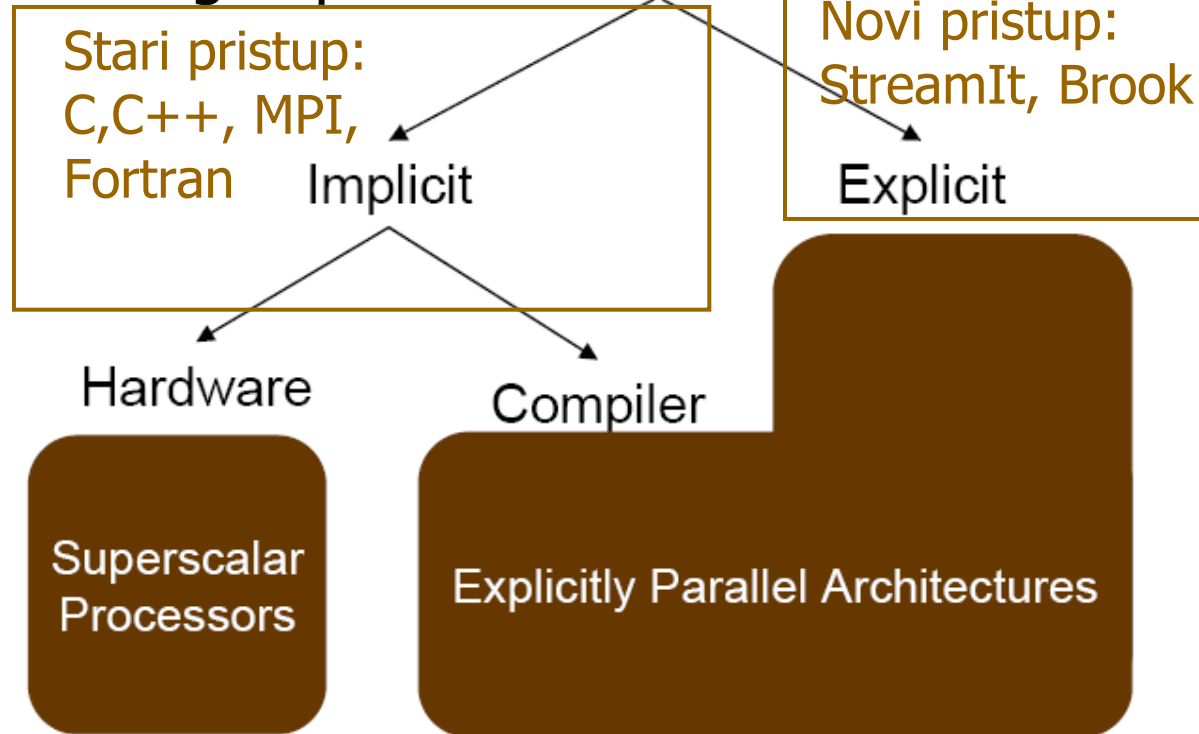 Stari pristup:
C,C++, MPI,
Fortran
Implicit
Novi pristup:
StreamIt, Brook
Explicit
Hardware
Compiler
Superscalar
Processors
Explicitly Parallel Architectures